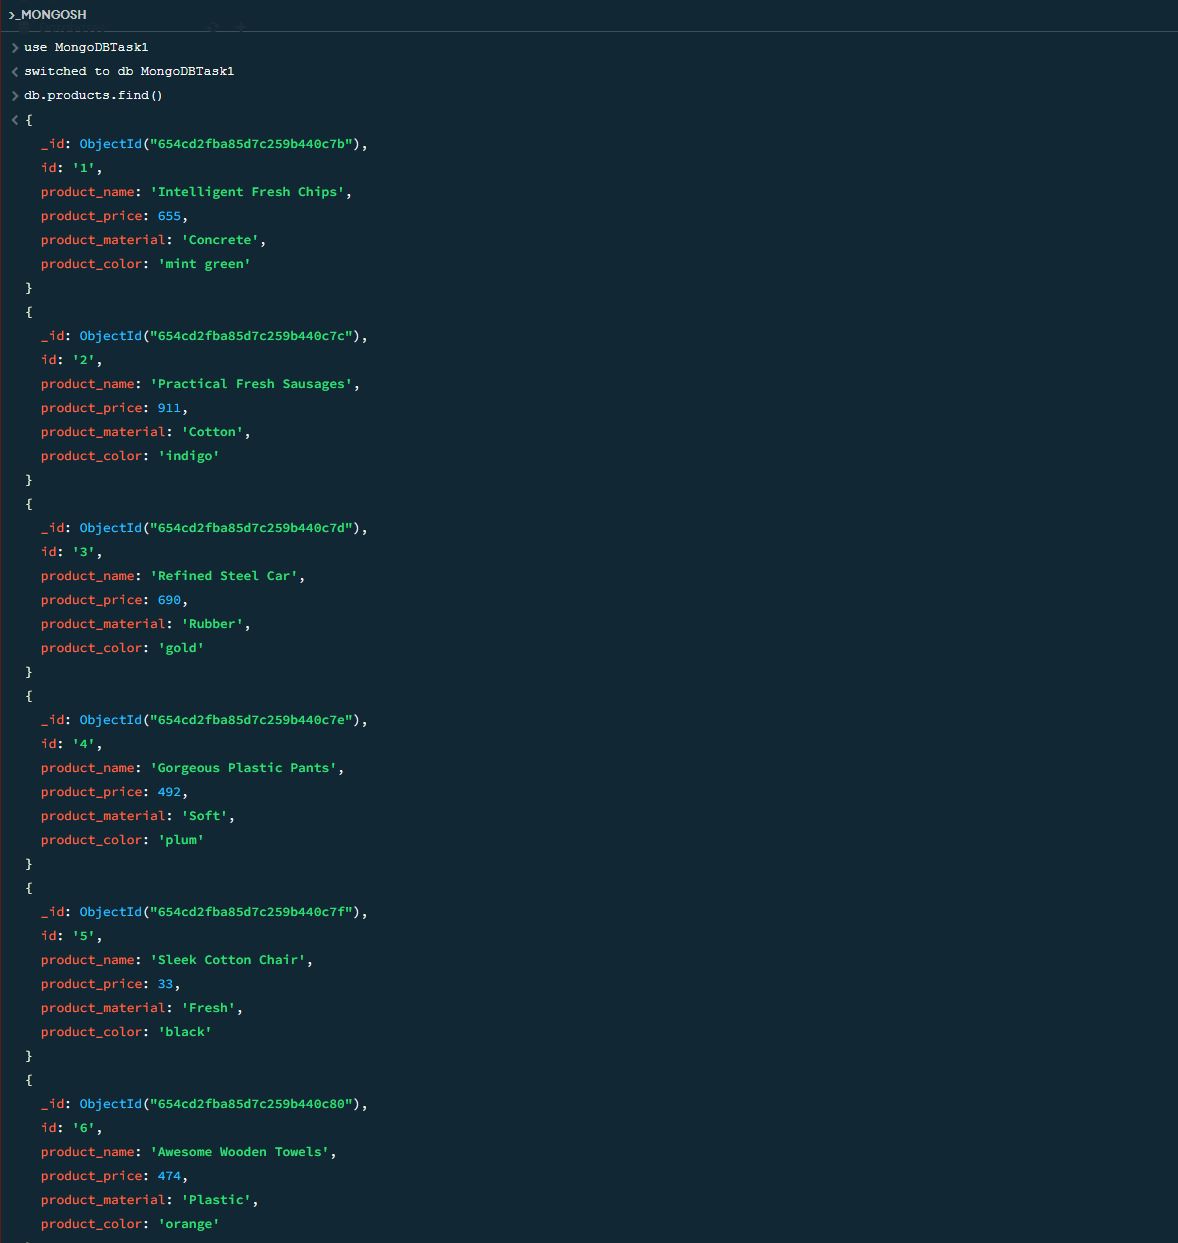 >_MONGOSH
> use MongoDBTask1
< switched to db MongoDBTask1
> db.products.find()
< {
_id: ObjectId("654cd2fba85d7c259b440c7b"),
id: '1',
product_name: 'Intelligent Fresh Chips',
product_price: 655,
product_material: 'Concrete',
product_color: 'mint green'
}
{
_id: ObjectId("654cd2fba85d7c259b440c7c"),
id: '2',
product_name: 'Practical Fresh Sausages',
product_price: 911,
product_material: 'Cotton',
product_color: 'indigo'
}
{
_id: ObjectId("654cd2fba85d7c259b440c7d"),
id: '3',
product_name: 'Refined Steel Car',
product_price: 690,
product_material: 'Rubber',
product_color: 'gold'
}
{
_id: ObjectId("654cd2fba85d7c259b440c7e"),
id: '4',
product_name: 'Gorgeous Plastic Pants',
product_price: 492,
product_material: 'Soft',
product_color: 'plum'
}
{
_id: ObjectId("654cd2fba85d7c259b440c7f"),
id: '5',
product_name: 'Sleek Cotton Chair',
product_price: 33,
product_material: 'Fresh',
product_color: 'black'
}
{
_id: ObjectId("654cd2fba85d7c259b440c80"),
id: '6',
product_name: 'Awesome Wooden Towels',
product_price: 474,
product_material: 'Plastic',
product_color: 'orange'